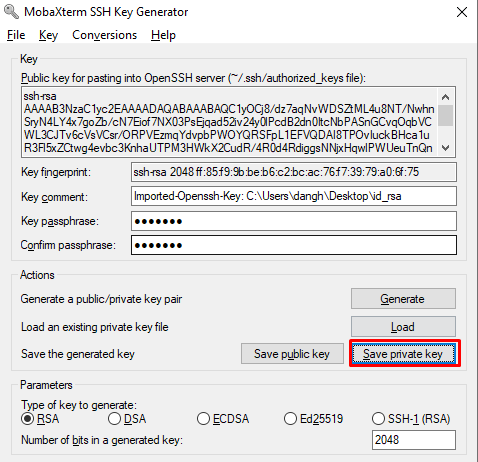 MobaXterm SSH Key Generator
File Key Conversions Help
Key
Public key for pasting into OpenSSH server (~/.ssh/authorized_keys file):
ssh-rsa
AAAAB3NzaC1yc2EAAAADAQABAAABAQC1yOCj8/dz7aqNvWDSZtML4u8NT/Nwhn
SryN4LY4x7goZb/cN7Eiof7NX03PsEjqad52iv24y0lPcdB2dn0ltcNbPASnGCvqOqbVC
WL3CJTv6cVsVCsr/ORPVEzmqYdvpbPWOYQRSFpL1EFVQDAI8TPOvIuckBHca1u
R3Fl5xZCtwg4evbc3KnhaUTPM3HWkX2CudR/4R0d4RdiggsNNjxHqwIPWUeuTnQn
Key fingerprint: ssh-rsa 2048 ff:85:f9:9b:be:b6:c2:bc:ac:76:f7:39:79:a0:6f:75
Key comment: Imported-Openssh-Key: C:\Users\dangh\Desktop\id_rsa
Key passphrase: ●●●●●●●
Confirm passphrase: ●●●●●●●
Actions
Generate a public/private key pair Generate
Load an existing private key file Load
Save the generated key Save public key Save private key
Parameters
Type of key to generate:
RSA DSA ECDSA Ed25519 SSH-1 (RSA)
Number of bits in a generated key: 2048